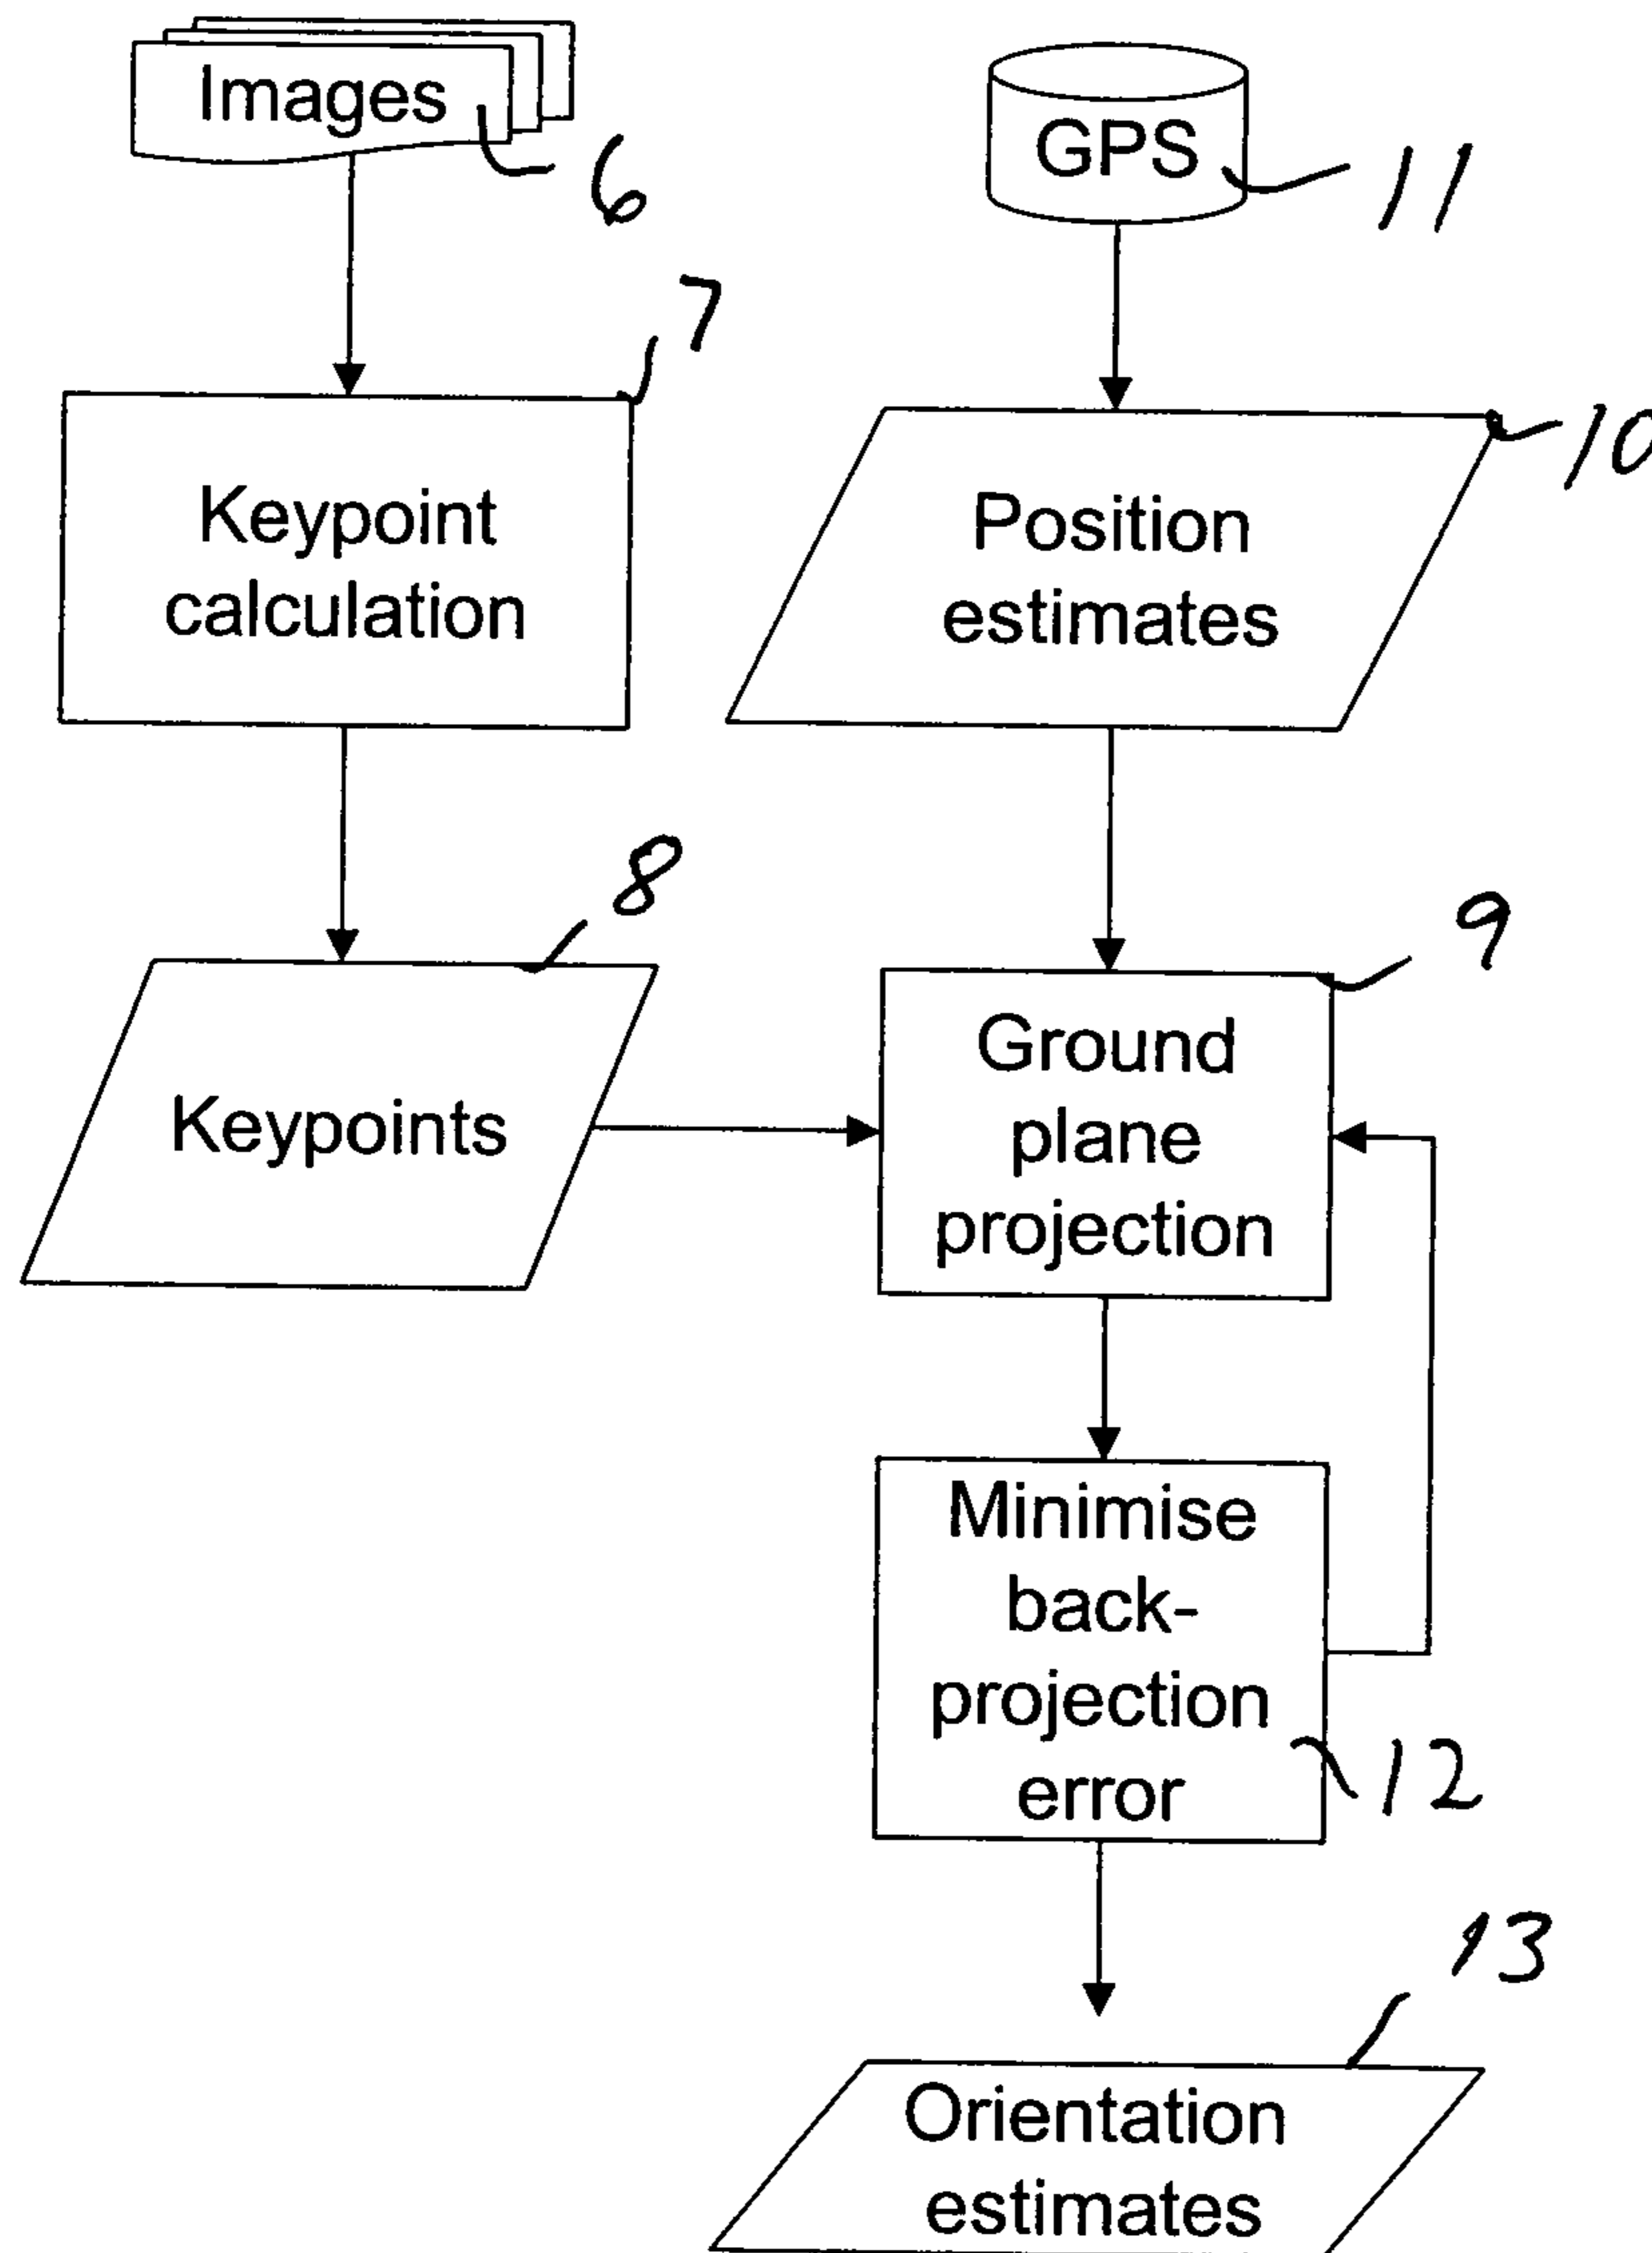 Images
6
GPS
11
7
Keypoint
calculation
10
Position
estimates
8
Keypoints
9
Ground
plane
projection
Minimise
back-
projection
error
12
13
Orientation
estimates